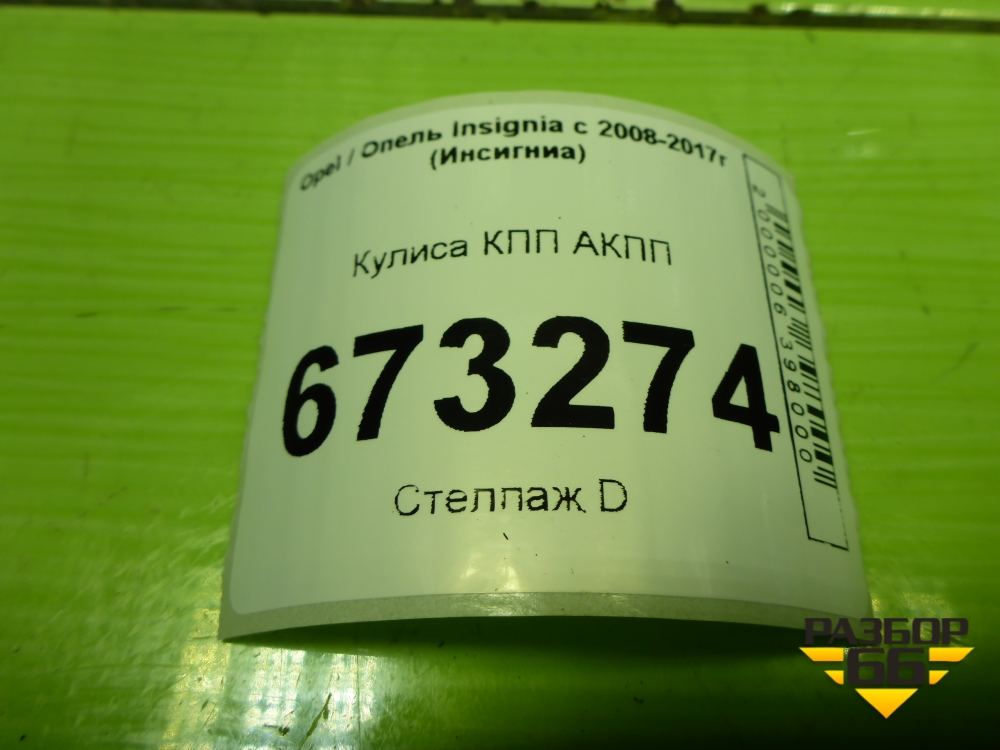 Opel / Опель Insignia с 2008-2017г
(Инсигниа)
Кулиса КПП АКПП
673274
Стеллаж D
2000006398000
РАЗБОР
66